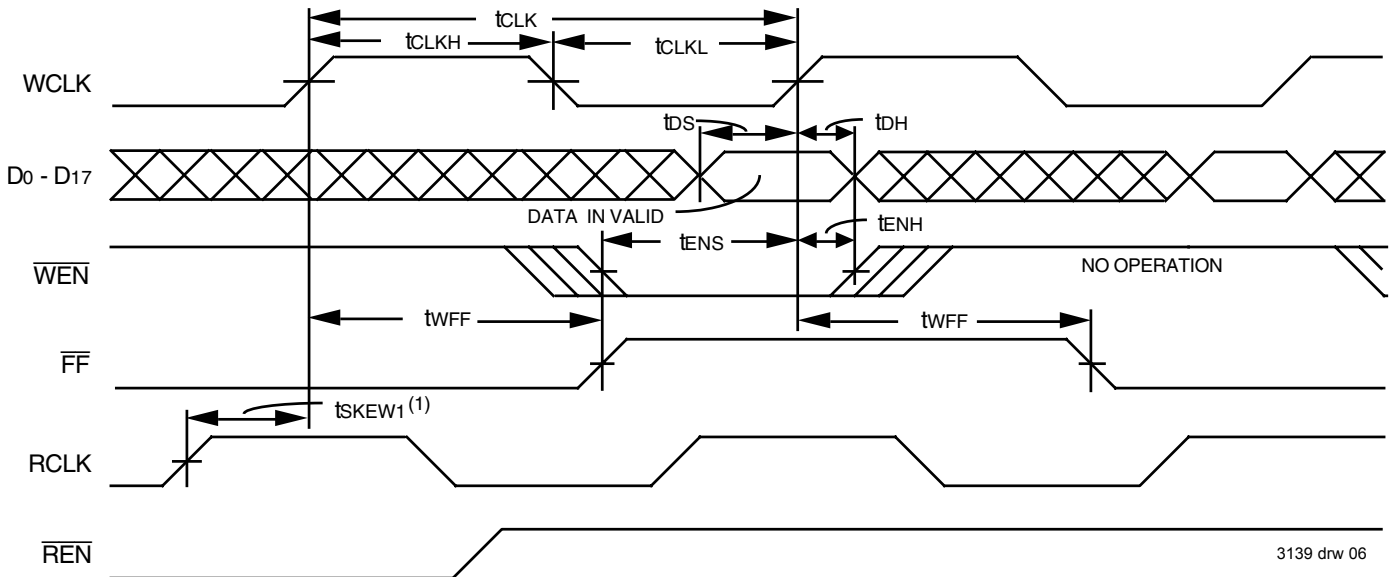 tCLK
tCLKH
tCLKL
WCLK
tDS
tDH
D0 - D17
DATA IN VALID
tENH
tENS
WEN
NO OPERATION
tWFF
tWFF
FF
tSKEW1 (1)
RCLK
REN
3139 drw 06